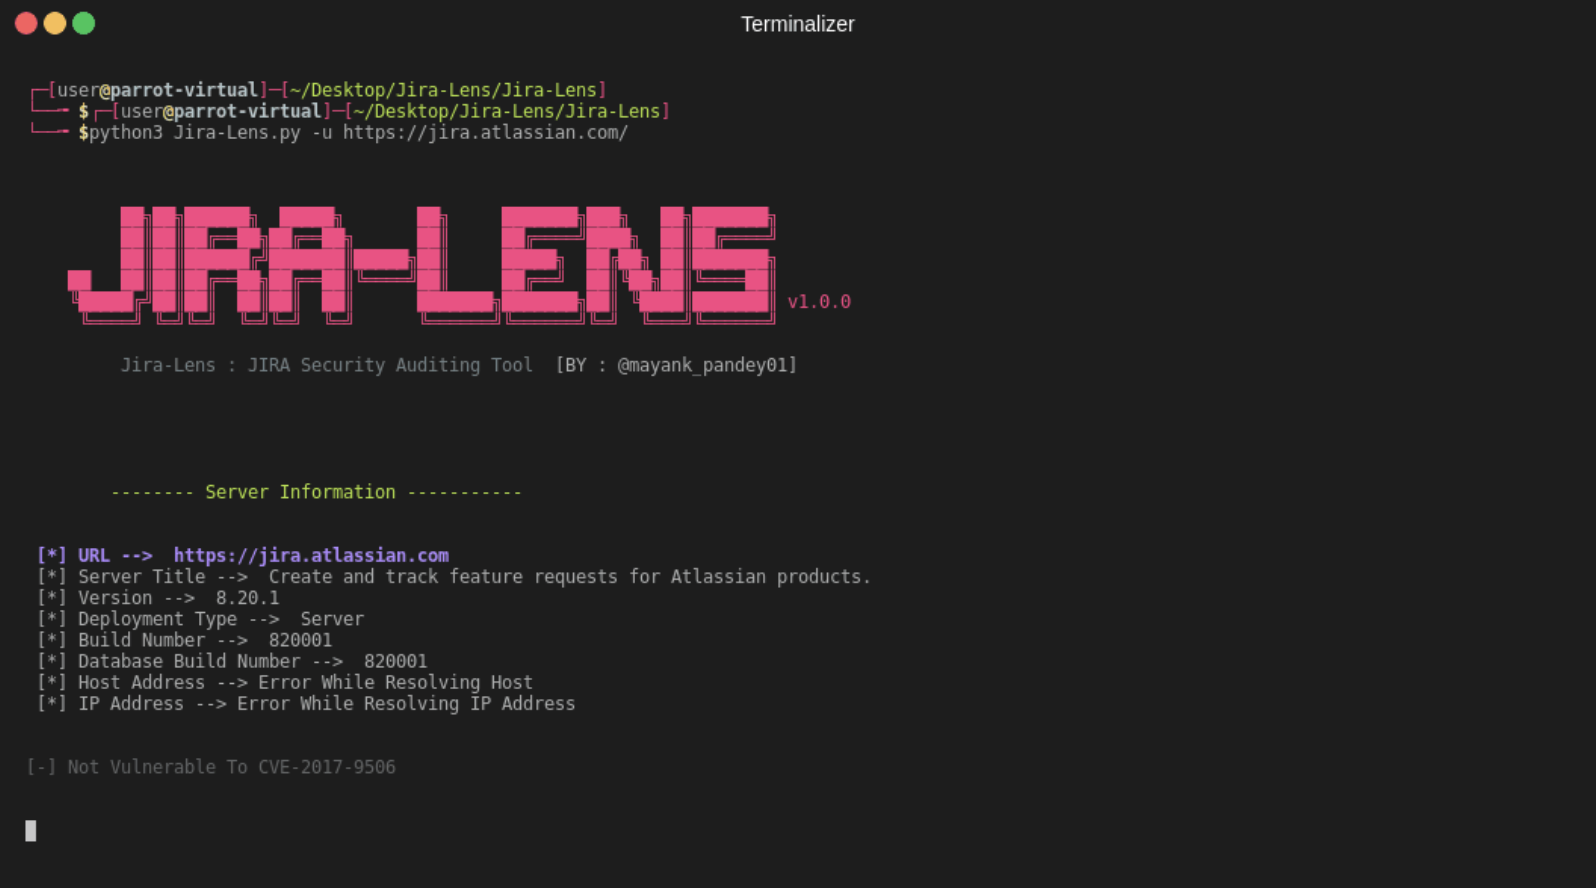 Terminalizer
┌─[user@parrot-virtual]─[~/Desktop/Jira-Lens/Jira-Lens]
└──╼ $┌─[user@parrot-virtual]─[~/Desktop/Jira-Lens/Jira-Lens]
└──╼ $python3 Jira-Lens.py -u https://jira.atlassian.com/
JIRA-LENS v1.0.0
Jira-Lens : JIRA Security Auditing Tool  [BY : @mayank_pandey01]
-------- Server Information -----------
[*] URL -->  https://jira.atlassian.com
[*] Server Title -->  Create and track feature requests for Atlassian products.
[*] Version -->  8.20.1
[*] Deployment Type -->  Server
[*] Build Number -->  820001
[*] Database Build Number -->  820001
[*] Host Address --> Error While Resolving Host
[*] IP Address --> Error While Resolving IP Address
[-] Not Vulnerable To CVE-2017-9506